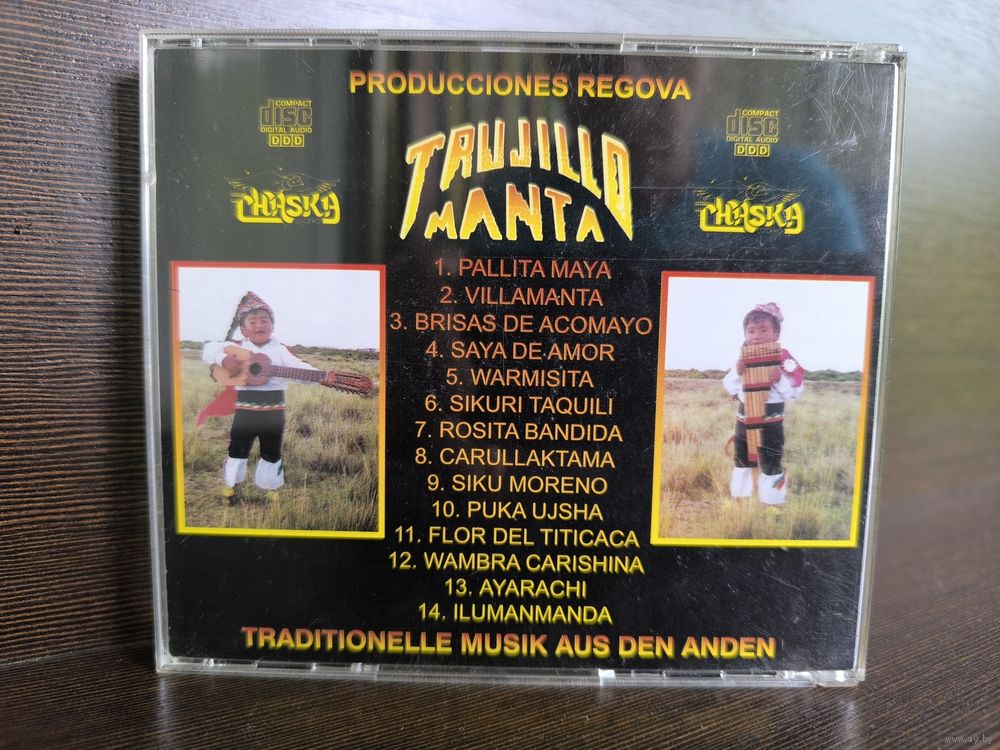 PRODUCCIONES REGOVA
COMPACT
disc
DIGITAL AUDIO
DDD
COMPACT
disc
DIGITAL AUDIO
DDD
TRUJILLO
MANTA
CHASKA
CHASKA
1. PALLITA MAYA
2. VILLAMANTA
3. BRISAS DE ACOMAYO
4. SAYA DE AMOR
5. WARMISITA
6. SIKURI TAQUILI
7. ROSITA BANDIDA
8. CARULLAKTAMA
9. SIKU MORENO
10. PUKA UJSHA
11. FLOR DEL TITICACA
12. WAMBRA CARISHINA
13. AYARACHI
14. ILUMANMANDA
TRADITIONELLE MUSIK AUS DEN ANDEN
www.ay.by